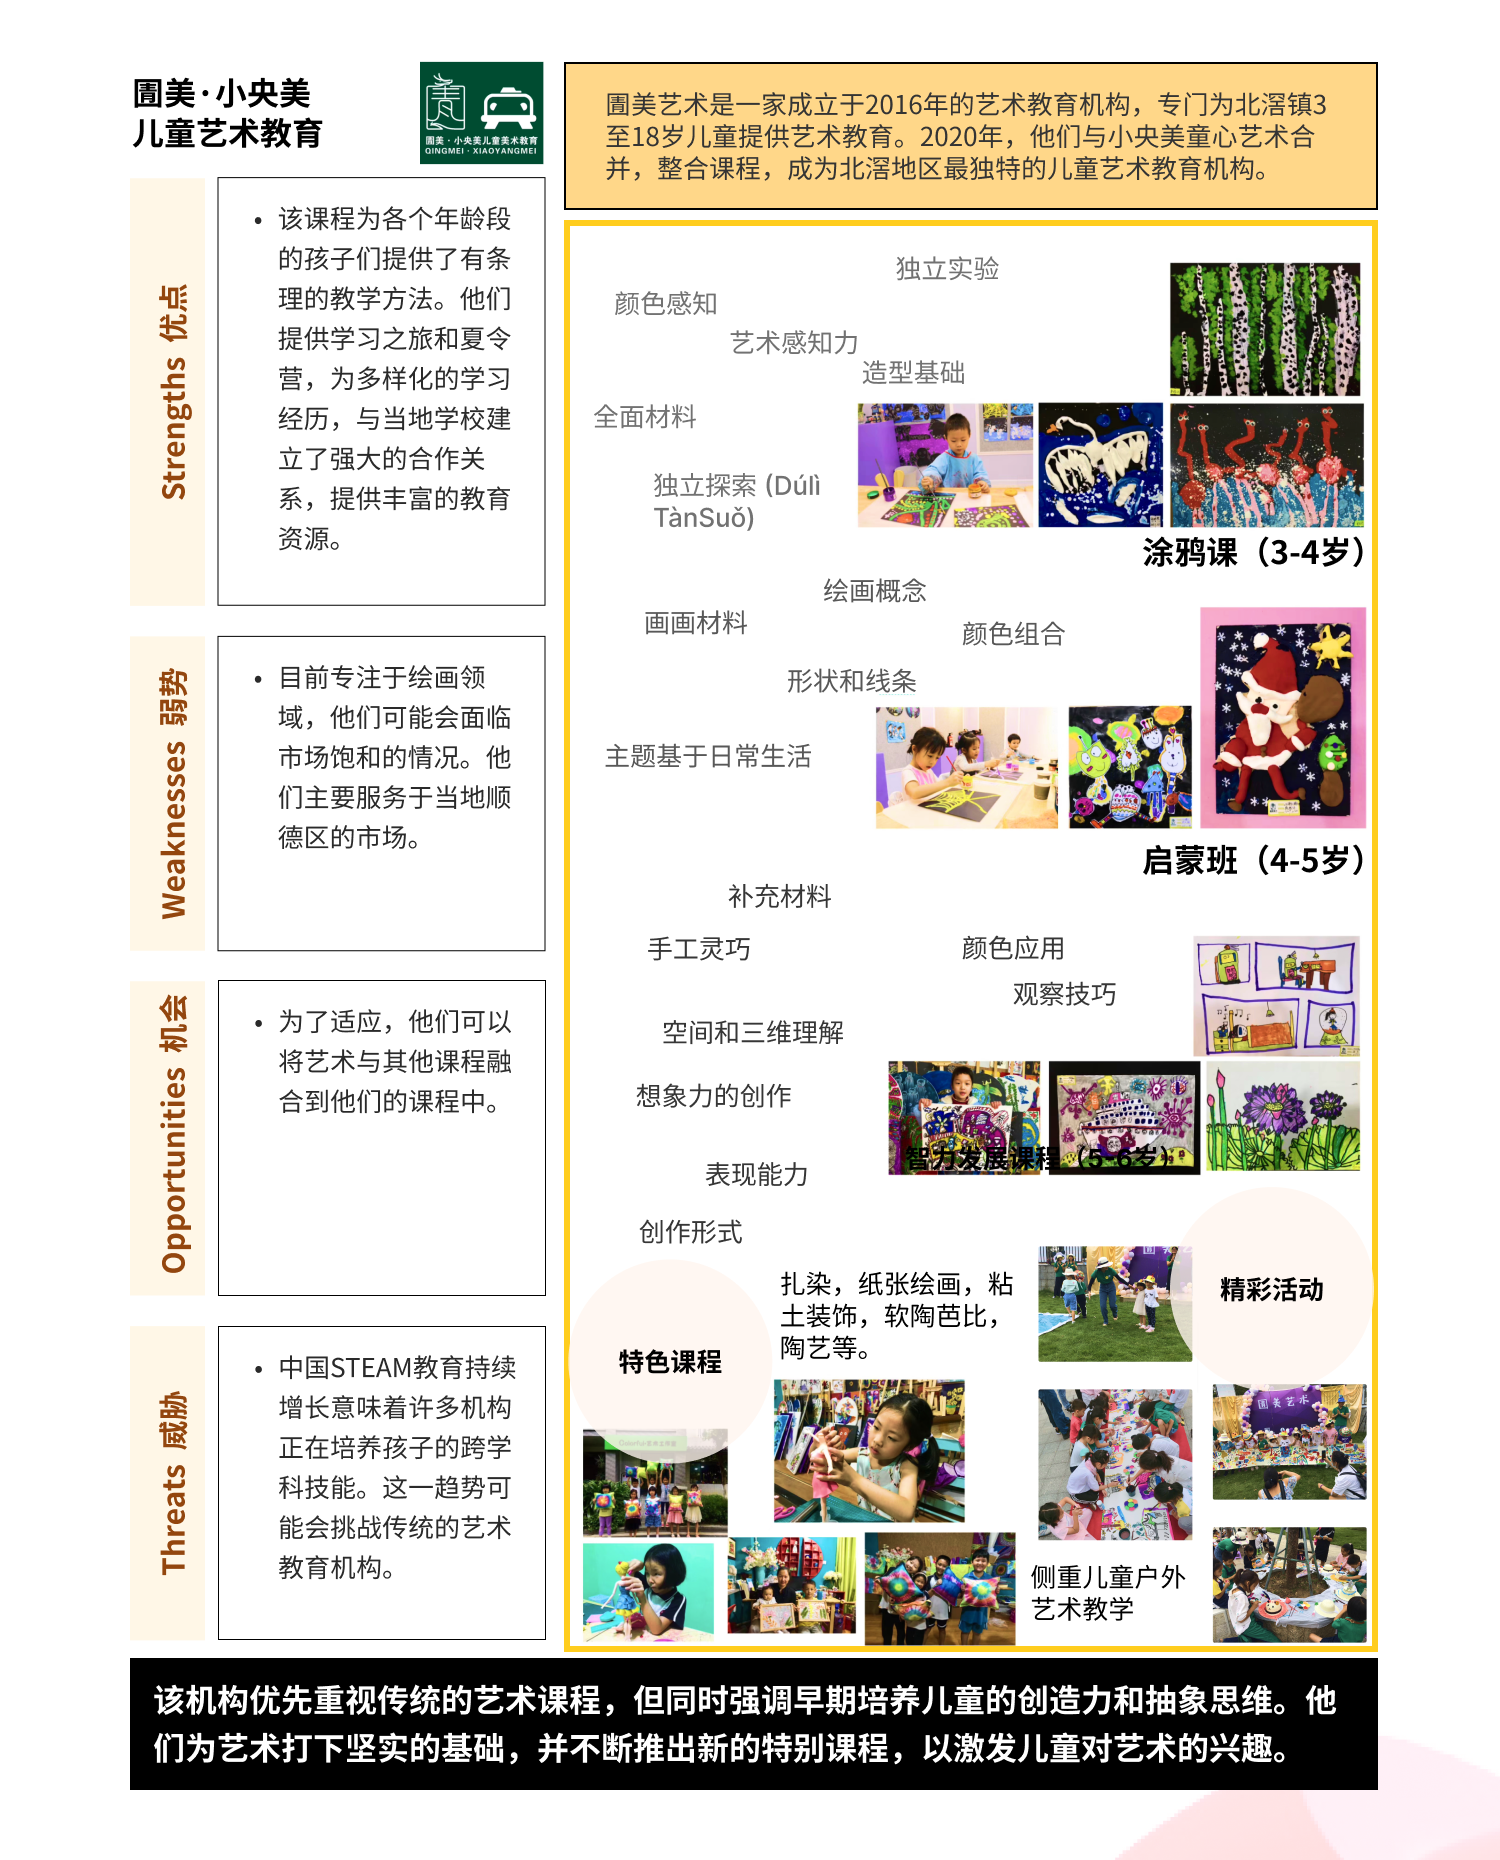 圊美·小央美
儿童艺术教育
圊美·小央美儿童美术教育
QINGMEI·XIAOYANGMEI
圊美艺术是一家成立于2016年的艺术教育机构，专门为北滘镇3
至18岁儿童提供艺术教育。2020年，他们与小央美童心艺术合
并，整合课程，成为北滘地区最独特的儿童艺术教育机构。
Strengths 优点
• 该课程为各个年龄段
的孩子们提供了有条
理的教学方法。他们
提供学习之旅和夏令
营，为多样化的学习
经历，与当地学校建
立了强大的合作关
系，提供丰富的教育
资源。
Weaknesses 弱势
• 目前专注于绘画领
域，他们可能会面临
市场饱和的情况。他
们主要服务于当地顺
德区的市场。
Opportunities 机会
• 为了适应，他们可以
将艺术与其他课程融
合到他们的课程中。
Threats 威胁
• 中国STEAM教育持续
增长意味着许多机构
正在培养孩子的跨学
科技能。这一趋势可
能会挑战传统的艺术
教育机构。
独立实验
颜色感知
艺术感知力
造型基础
全面材料
独立探索 (Dúlì
TànSuǒ)
涂鸦课（3-4岁）
绘画概念
画画材料
颜色组合
形状和线条
主题基于日常生活
启蒙班（4-5岁）
补充材料
手工灵巧
颜色应用
观察技巧
空间和三维理解
想象力的创作
智力发展课程（5-6岁）
表现能力
创作形式
扎染，纸张绘画，粘
土装饰，软陶芭比，
陶艺等。
精彩活动
特色课程
圊美艺术
侧重儿童户外
艺术教学
该机构优先重视传统的艺术课程，但同时强调早期培养儿童的创造力和抽象思维。他
们为艺术打下坚实的基础，并不断推出新的特别课程，以激发儿童对艺术的兴趣。